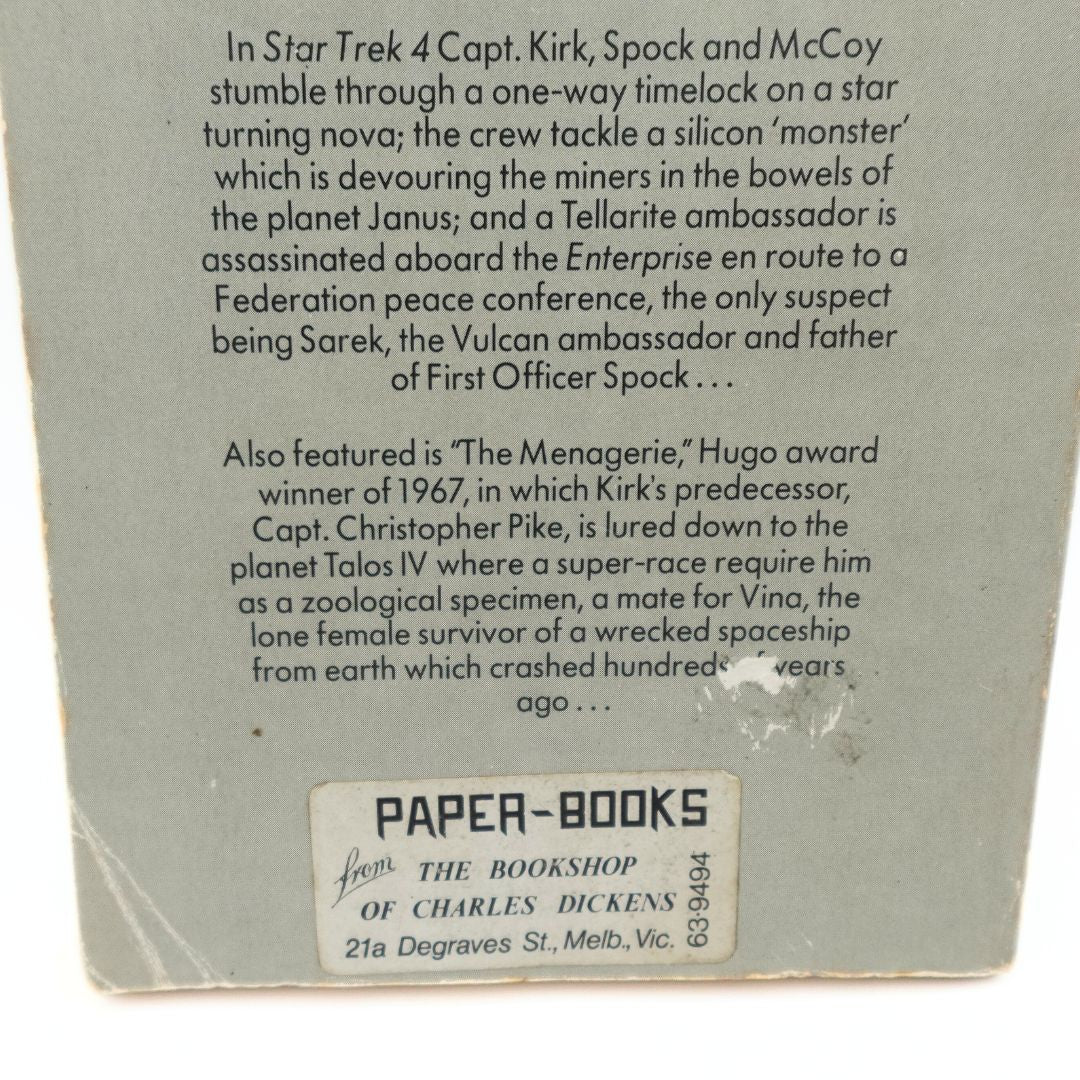 In Star Trek 4 Capt. Kirk, Spock and McCoy
stumble through a one-way timelock on a star
turning nova; the crew tackle a silicon ‘monster’
which is devouring the miners in the bowels of
the planet Janus; and a Tellarite ambassador is
assassinated aboard the Enterprise en route to a
Federation peace conference, the only suspect
being Sarek, the Vulcan ambassador and father
of First Officer Spock...
Also featured is "The Menagerie," Hugo award
winner of 1967, in which Kirk's predecessor,
Capt. Christopher Pike, is lured down to the
planet Talos IV where a super-race require him
as a zoological specimen, a mate for Vina, the
lone female survivor of a wrecked spaceship
from earth which crashed hundreds years
ago...
PAPER-BOOKS
from THE BOOKSHOP
OF CHARLES DICKENS
21a Degraves St., Melb., Vic.
63·9494